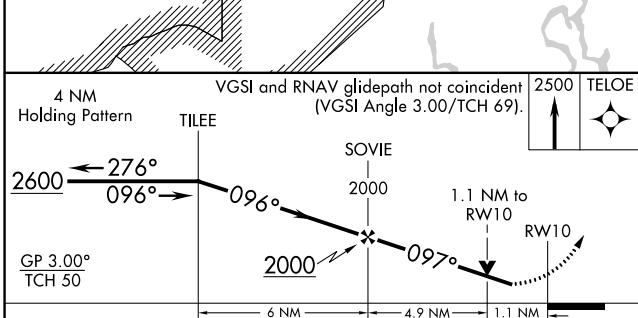 VGSI and RNAV glidepath not coincident
(VGSI Angle 3.00/TCH 69).
2500
TELOE
4 NM
Holding Pattern
TILEE
SOVIE
2000
1.1 NM to
RW10
RW10
2600
276°
096°
096°
2000
097°
GP 3.00°
TCH 50
6 NM
4.9 NM
1.1 NM